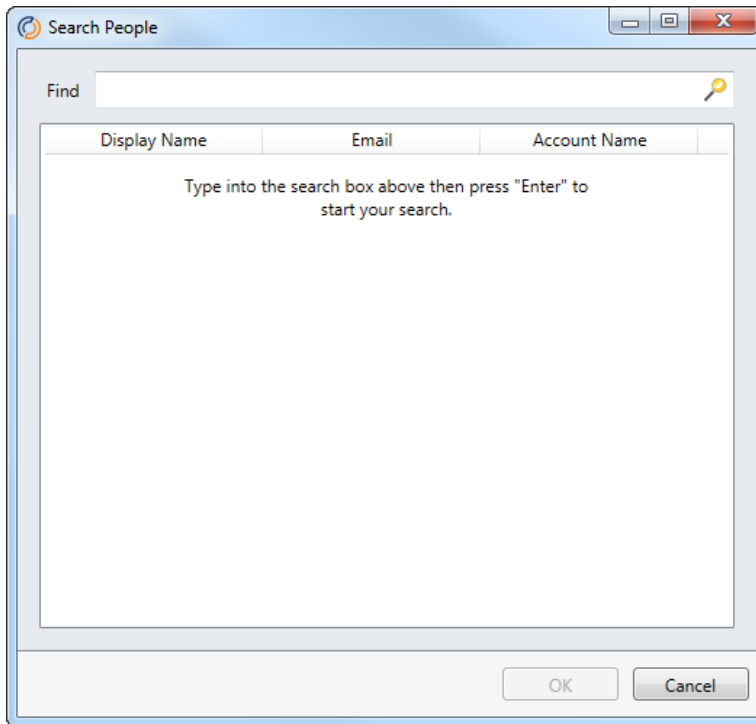 Search People
Find
Display Name Email Account Name
Type into the search box above then press "Enter" to
start your search.
OK Cancel